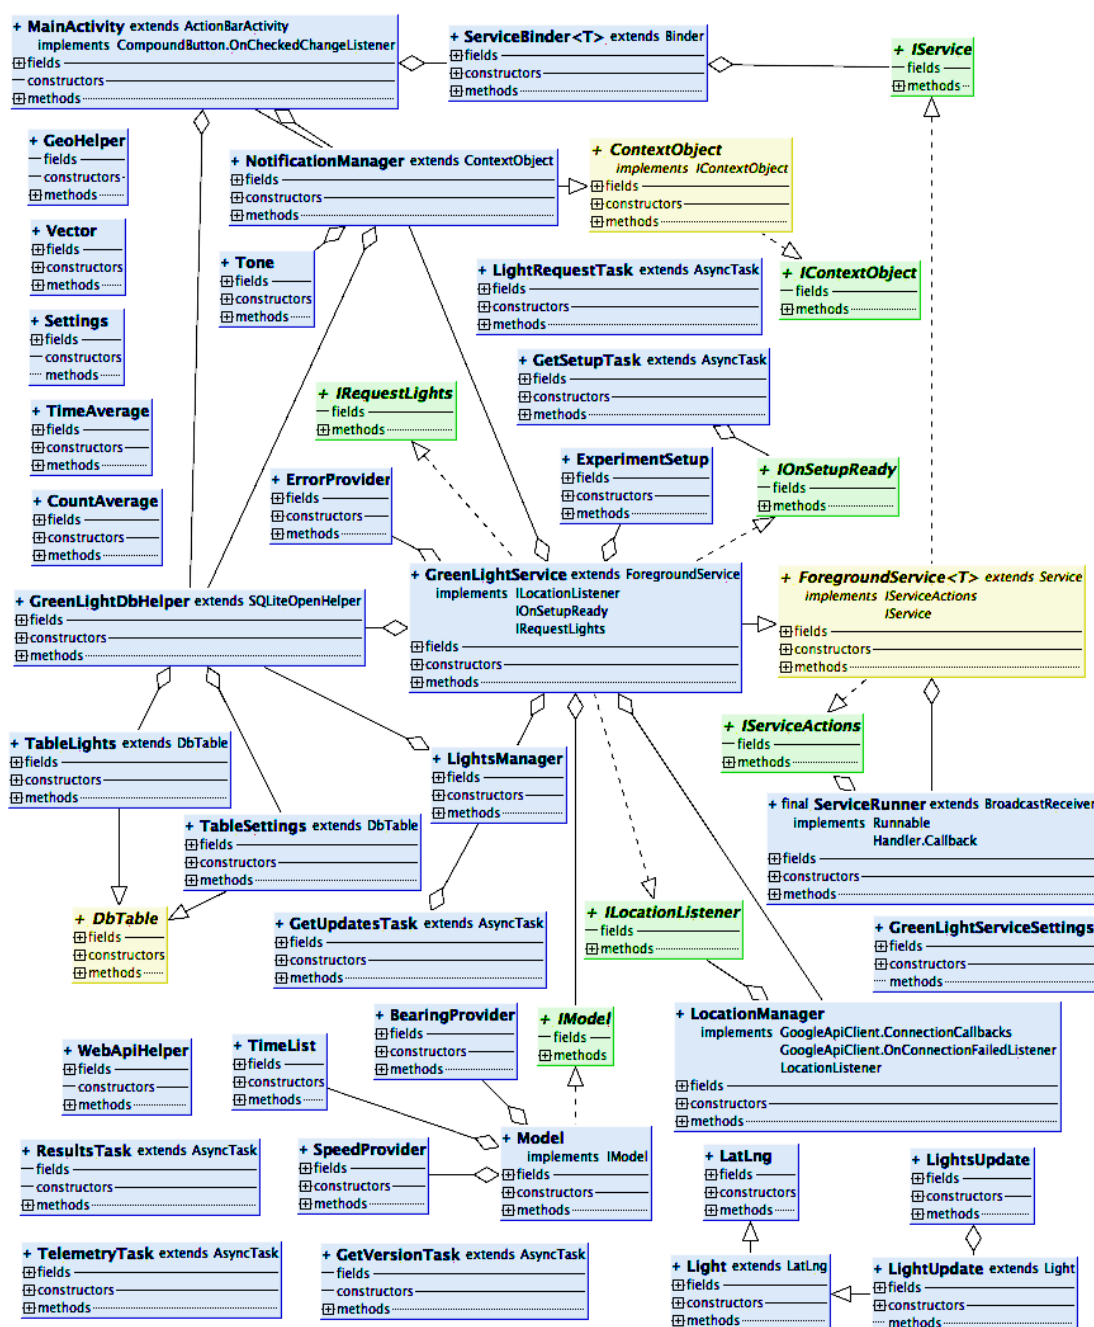 + MainActivity extends ActionBarActivity
implements CompoundButton.OnCheckedChangeListener
fields
constructors
methods
+ ServiceBinder<T> extends Binder
fields
constructors
methods
+ IService
fields
methods
+ GeoHelper
fields
constructors
methods
+ NotificationManager extends ContextObject
fields
constructors
methods
+ ContextObject
implements IContextObject
fields
constructors
methods
+ Vector
fields
constructors
methods
+ Tone
fields
constructors
methods
+ LightRequestTask extends AsyncTask
fields
constructors
methods
+ IContextObject
fields
methods
+ Settings
fields
constructors
methods
+ IRequestLights
fields
methods
+ GetSetupTask extends AsyncTask
fields
constructors
methods
+ TimeAverage
fields
constructors
methods
+ ErrorProvider
fields
constructors
methods
+ ExperimentSetup
fields
constructors
methods
+ IOnSetupReady
fields
methods
+ CountAverage
fields
constructors
methods
+ GreenLightDbHelper extends SQLiteOpenHelper
fields
constructors
methods
+ GreenLightService extends ForegroundService
implements ILocationListener
IOnSetupReady
IRequestLights
fields
constructors
methods
+ ForegroundService<T> extends Service
implements IServiceActions
IService
fields
constructors
methods
+ TableLights extends DbTable
fields
constructors
methods
+ LightsManager
fields
constructors
methods
+ IServiceActions
fields
methods
+ TableSettings extends DbTable
fields
constructors
methods
+ final ServiceRunner extends BroadcastReceiver
implements Runnable
Handler.Callback
fields
constructors
methods
+ DbTable
fields
constructors
methods
+ GetUpdatesTask extends AsyncTask
fields
constructors
methods
+ ILocationListener
fields
methods
+ GreenLightServiceSettings
fields
constructors
methods
+ WebApiHelper
fields
constructors
methods
+ TimeList
fields
constructors
methods
+ BearingProvider
fields
constructors
methods
+ IModel
fields
methods
+ LocationManager
implements GoogleApiClient.ConnectionCallbacks
GoogleApiClient.OnConnectionFailedListener
LocationListener
fields
constructors
methods
+ ResultsTask extends AsyncTask
fields
constructors
methods
+ SpeedProvider
fields
constructors
methods
+ Model
implements IModel
fields
constructors
methods
+ LatLng
fields
constructors
methods
+ LightsUpdate
fields
constructors
methods
+ TelemetryTask extends AsyncTask
fields
constructors
methods
+ GetVersionTask extends AsyncTask
fields
constructors
methods
+ Light extends LatLng
fields
constructors
methods
+ LightUpdate extends Light
fields
constructors
methods